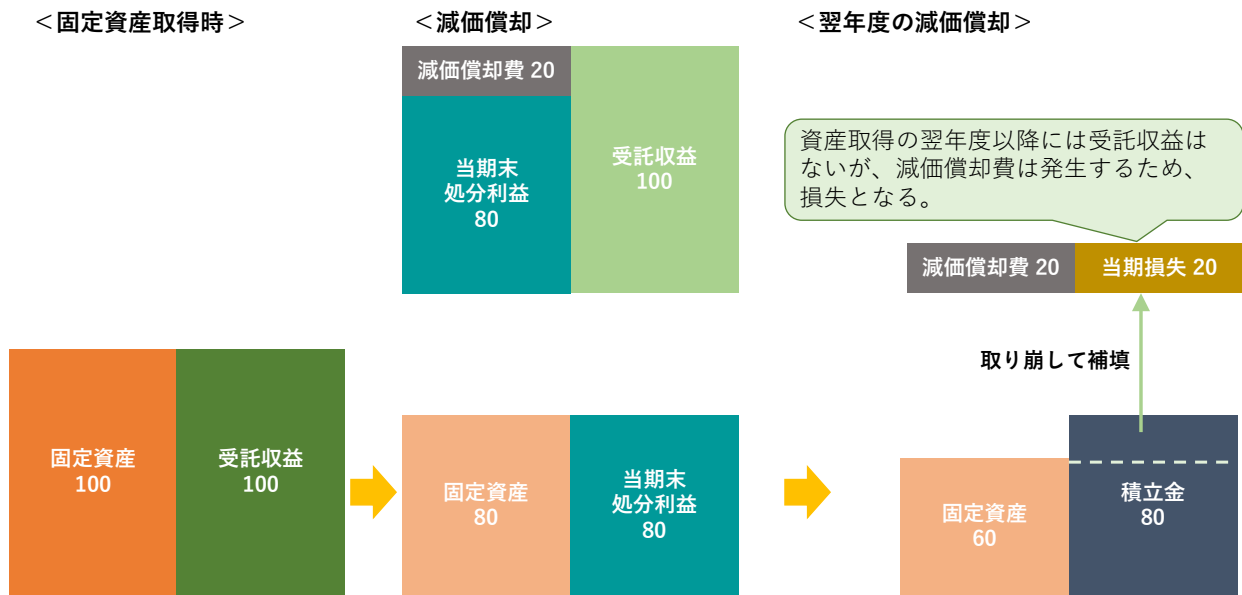 ＜固定資産取得時＞
固定資産
100
受託収益
100
＜減価償却＞
減価償却費 20
当期末
処分利益
80
受託収益
100
固定資産
80
当期末
処分利益
80
＜翌年度の減価償却＞
資産取得の翌年度以降には受託収益は
ないが、減価償却費は発生するため、
損失となる。
減価償却費 20
当期損失 20
取り崩して補填
固定資産
60
積立金
80